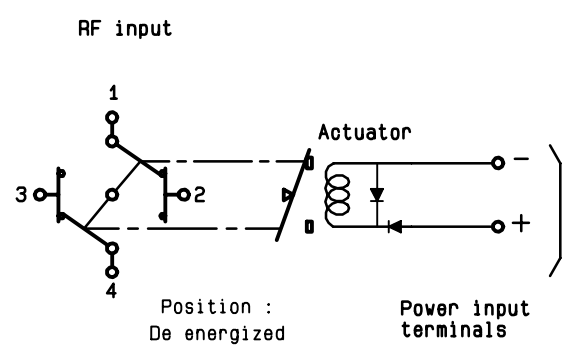 RF input
1
Actuator
−
3
2
+
4
Position :
De energized
Power input
terminals